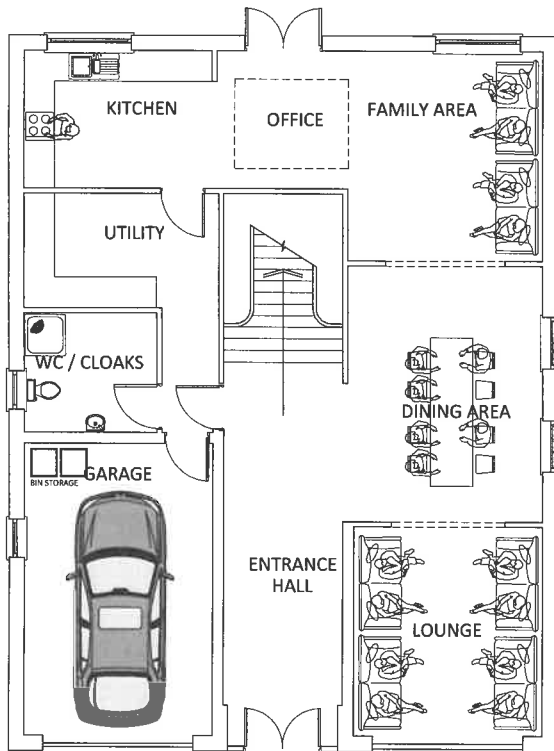 KITCHEN
OFFICE
FAMILY AREA
UTILITY
WC / CLOAKS
DINING AREA
GARAGE
BIN STORAGE
ENTRANCE
HALL
LOUNGE